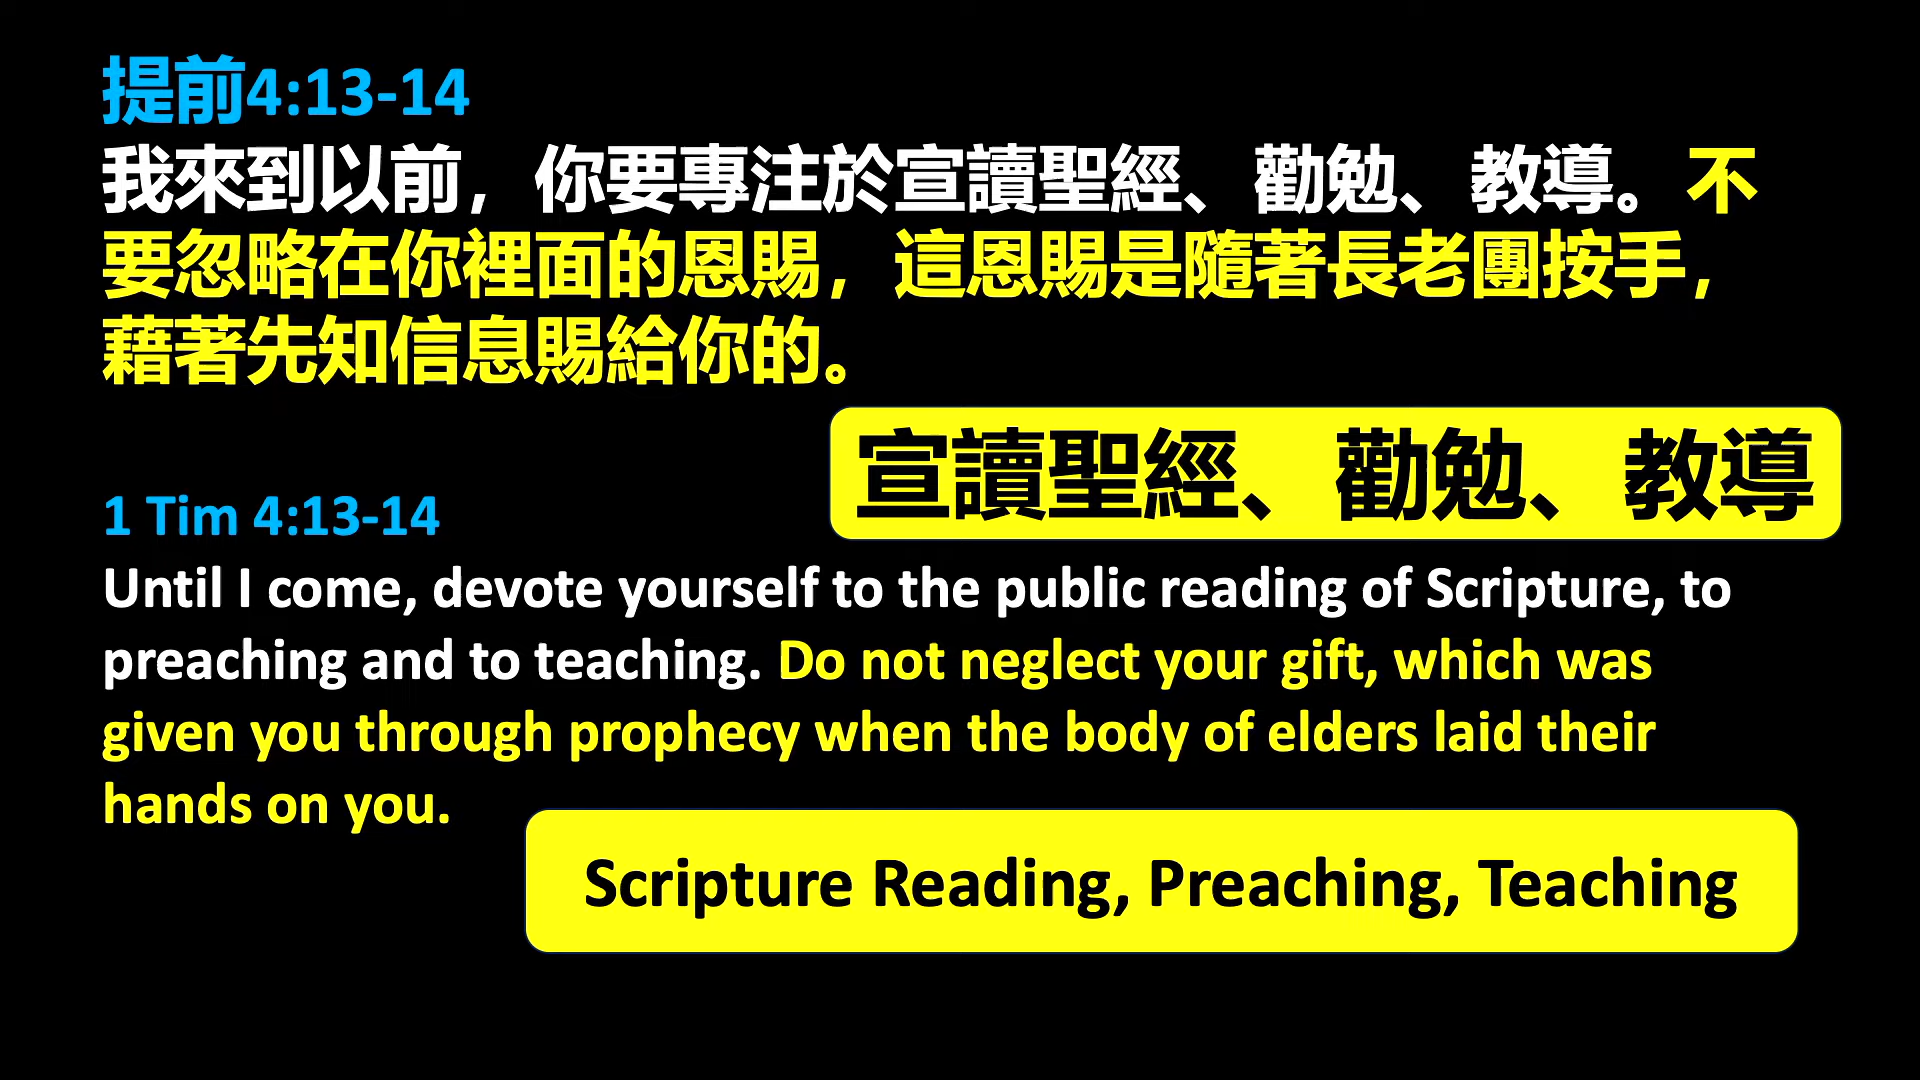 提前4:13-14
我來到以前，你要專注於宣讀聖經、勸勉、教導。不
要忽略在你裡面的恩賜，這恩賜是隨著長老團按手，
藉著先知信息賜給你的。
宣讀聖經、勸勉、教導
1 Tim 4:13-14
Until I come, devote yourself to the public reading of Scripture, to
preaching and to teaching. Do not neglect your gift, which was
given you through prophecy when the body of elders laid their
hands on you.
Scripture Reading, Preaching, Teaching